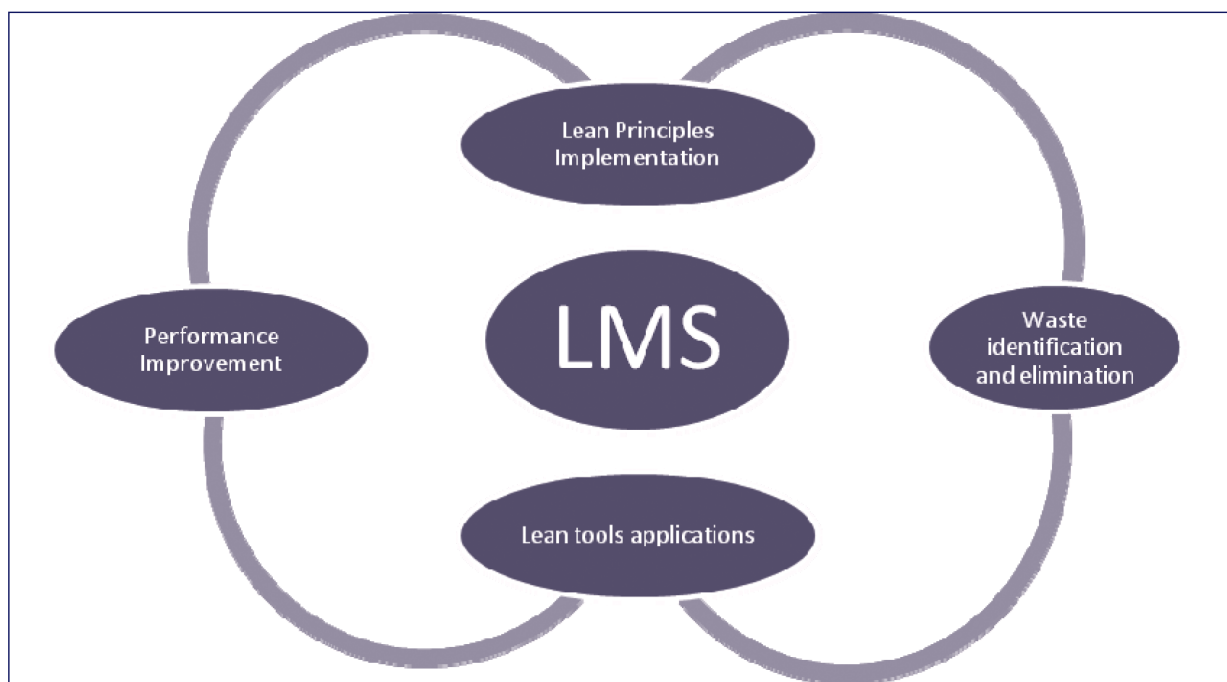 Lean Principles
Implementation
LMS
Performance
Improvement
Waste
identification
and elimination
Lean tools applications